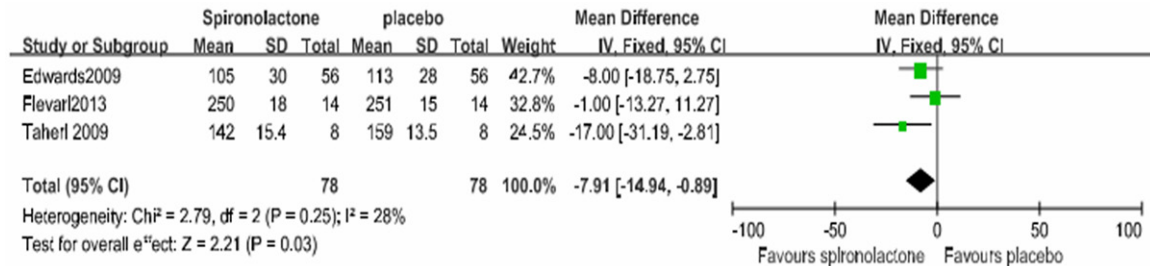 Spironolactone placebo Mean Difference Mean Difference
Study or Subgroup Mean SD Total Mean SD Total Weight IV, Fixed, 95% CI IV, Fixed, 95% CI
Edwards2009 105 30 56 113 28 56 42.7% -8.00 [-18.75, 2.75]
Flevarl2013 250 18 14 251 15 14 32.8% -1.00 [-13.27, 11.27]
Taherl 2009 142 15.4 8 159 13.5 8 24.5% -17.00 [-31.19, -2.81]
Total (95% CI) 78 78 100.0% -7.91 [-14.94, -0.89]
Heterogeneity: Chi² = 2.79, df = 2 (P = 0.25); I² = 28%
Test for overall effect: Z = 2.21 (P = 0.03)
-100 -50 0 50 100
Favours spironolactone Favours placebo